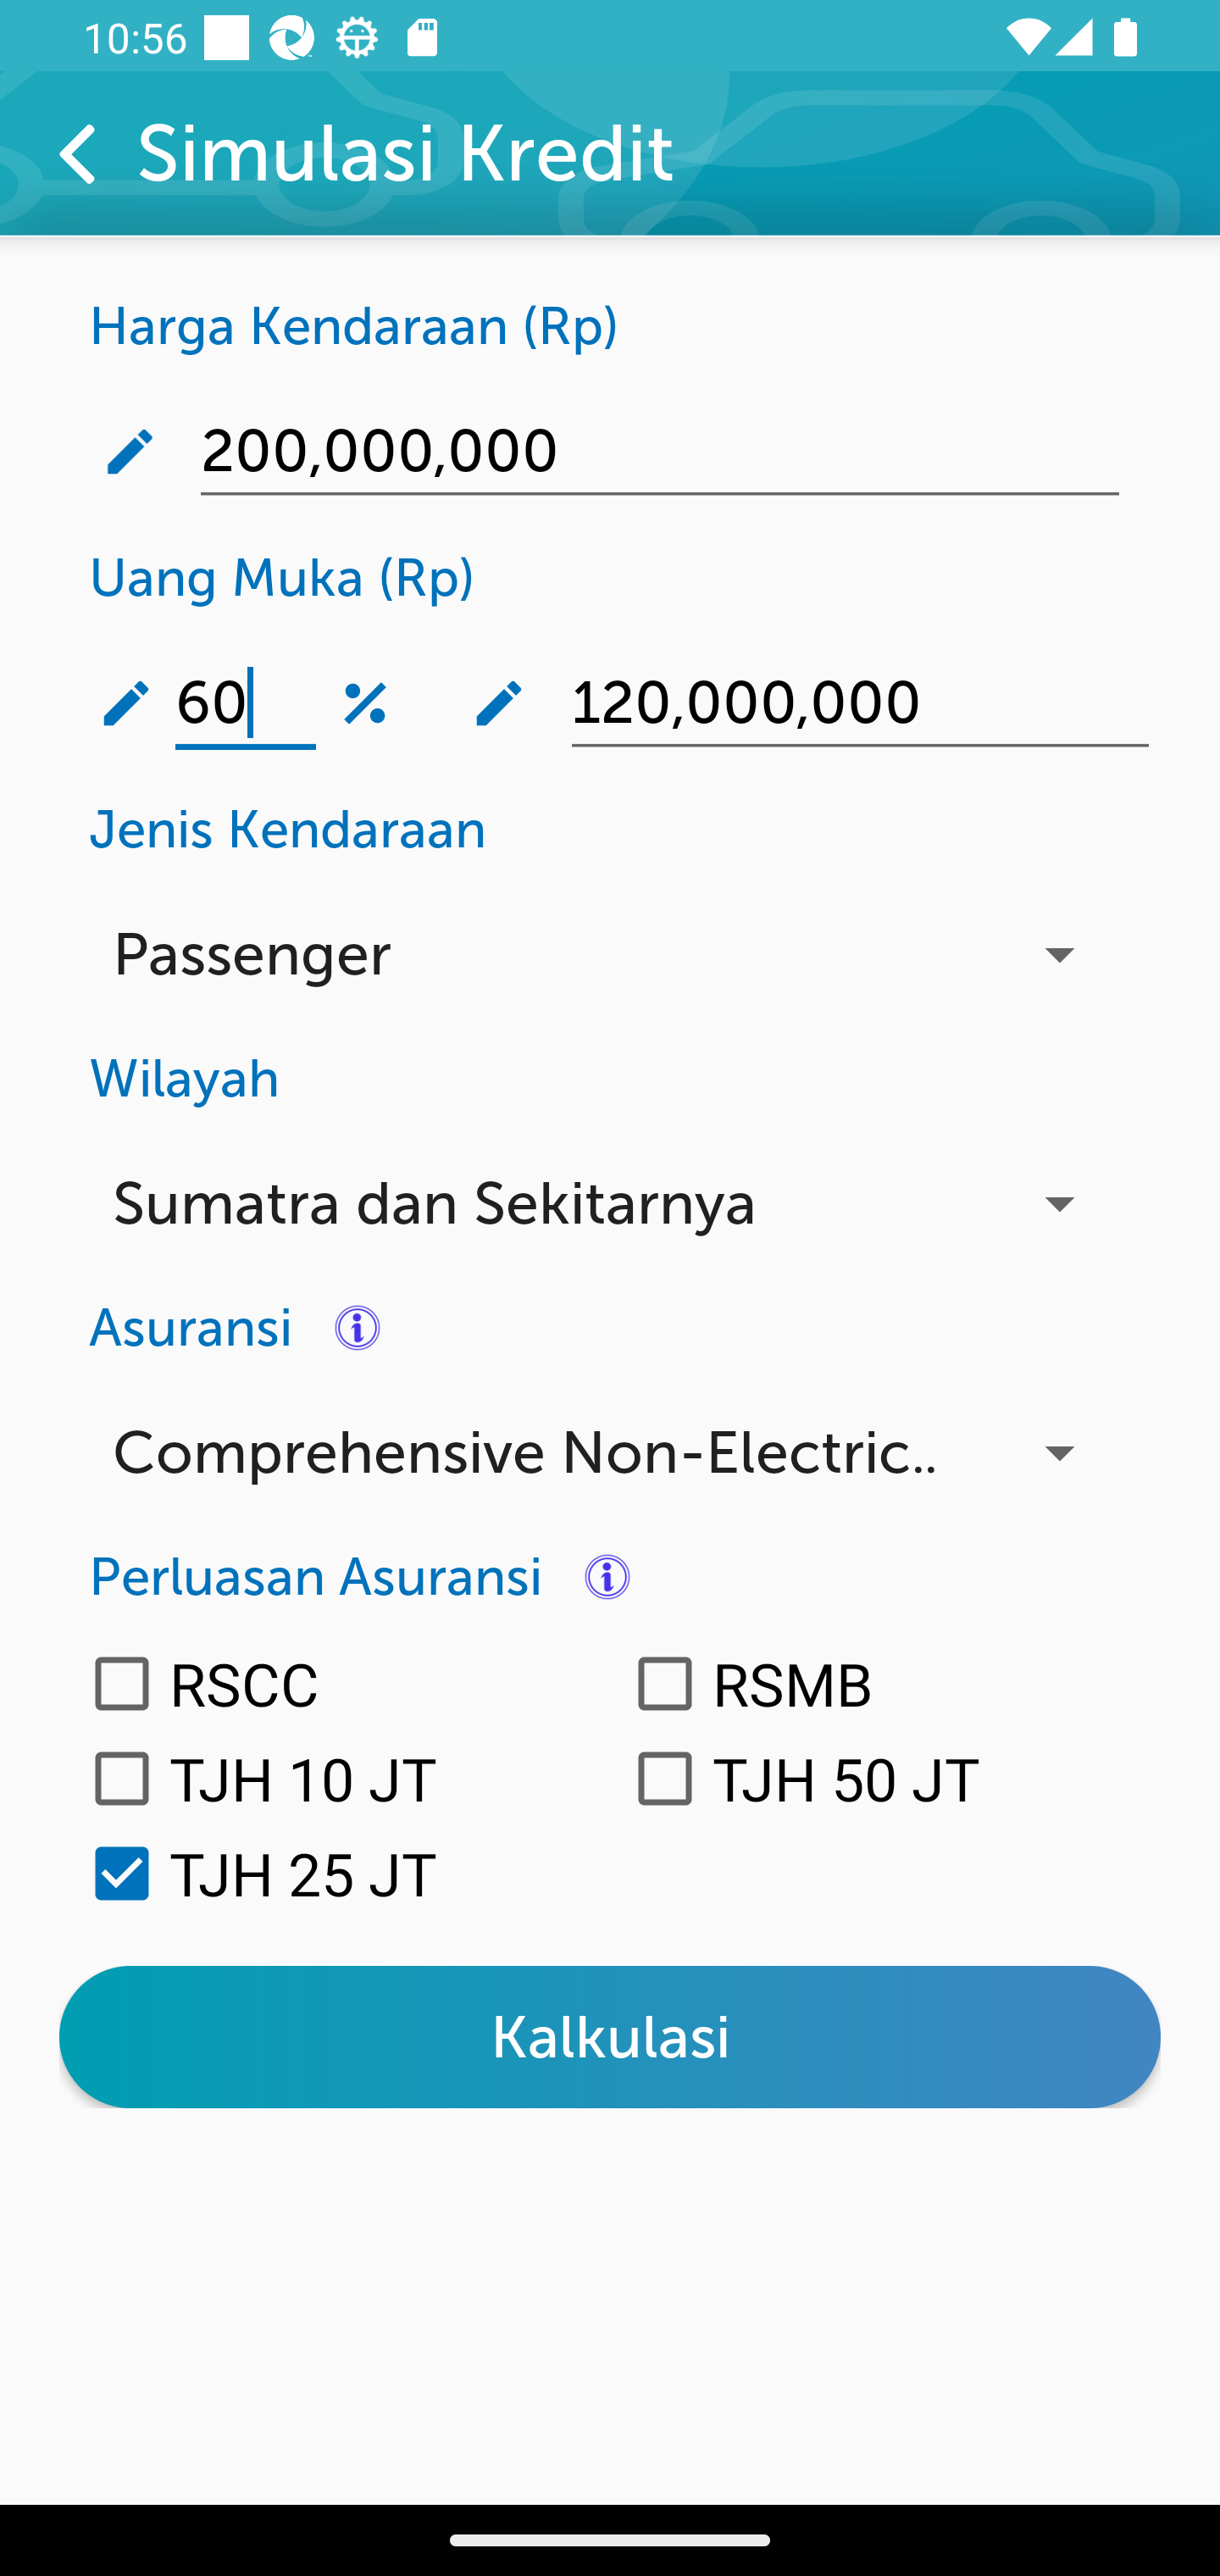 10:56
Simulasi Kredit
Harga Kendaraan (Rp)
200,000,000
Uang Muka (Rp)
60 % 120,000,000
Jenis Kendaraan
Passenger
Wilayah
Sumatra dan Sekitarnya
Asuransi
Comprehensive Non-Electric..
Perluasan Asuransi
RSCC RSMB
TJH 10 JT TJH 50 JT
TJH 25 JT
Kalkulasi